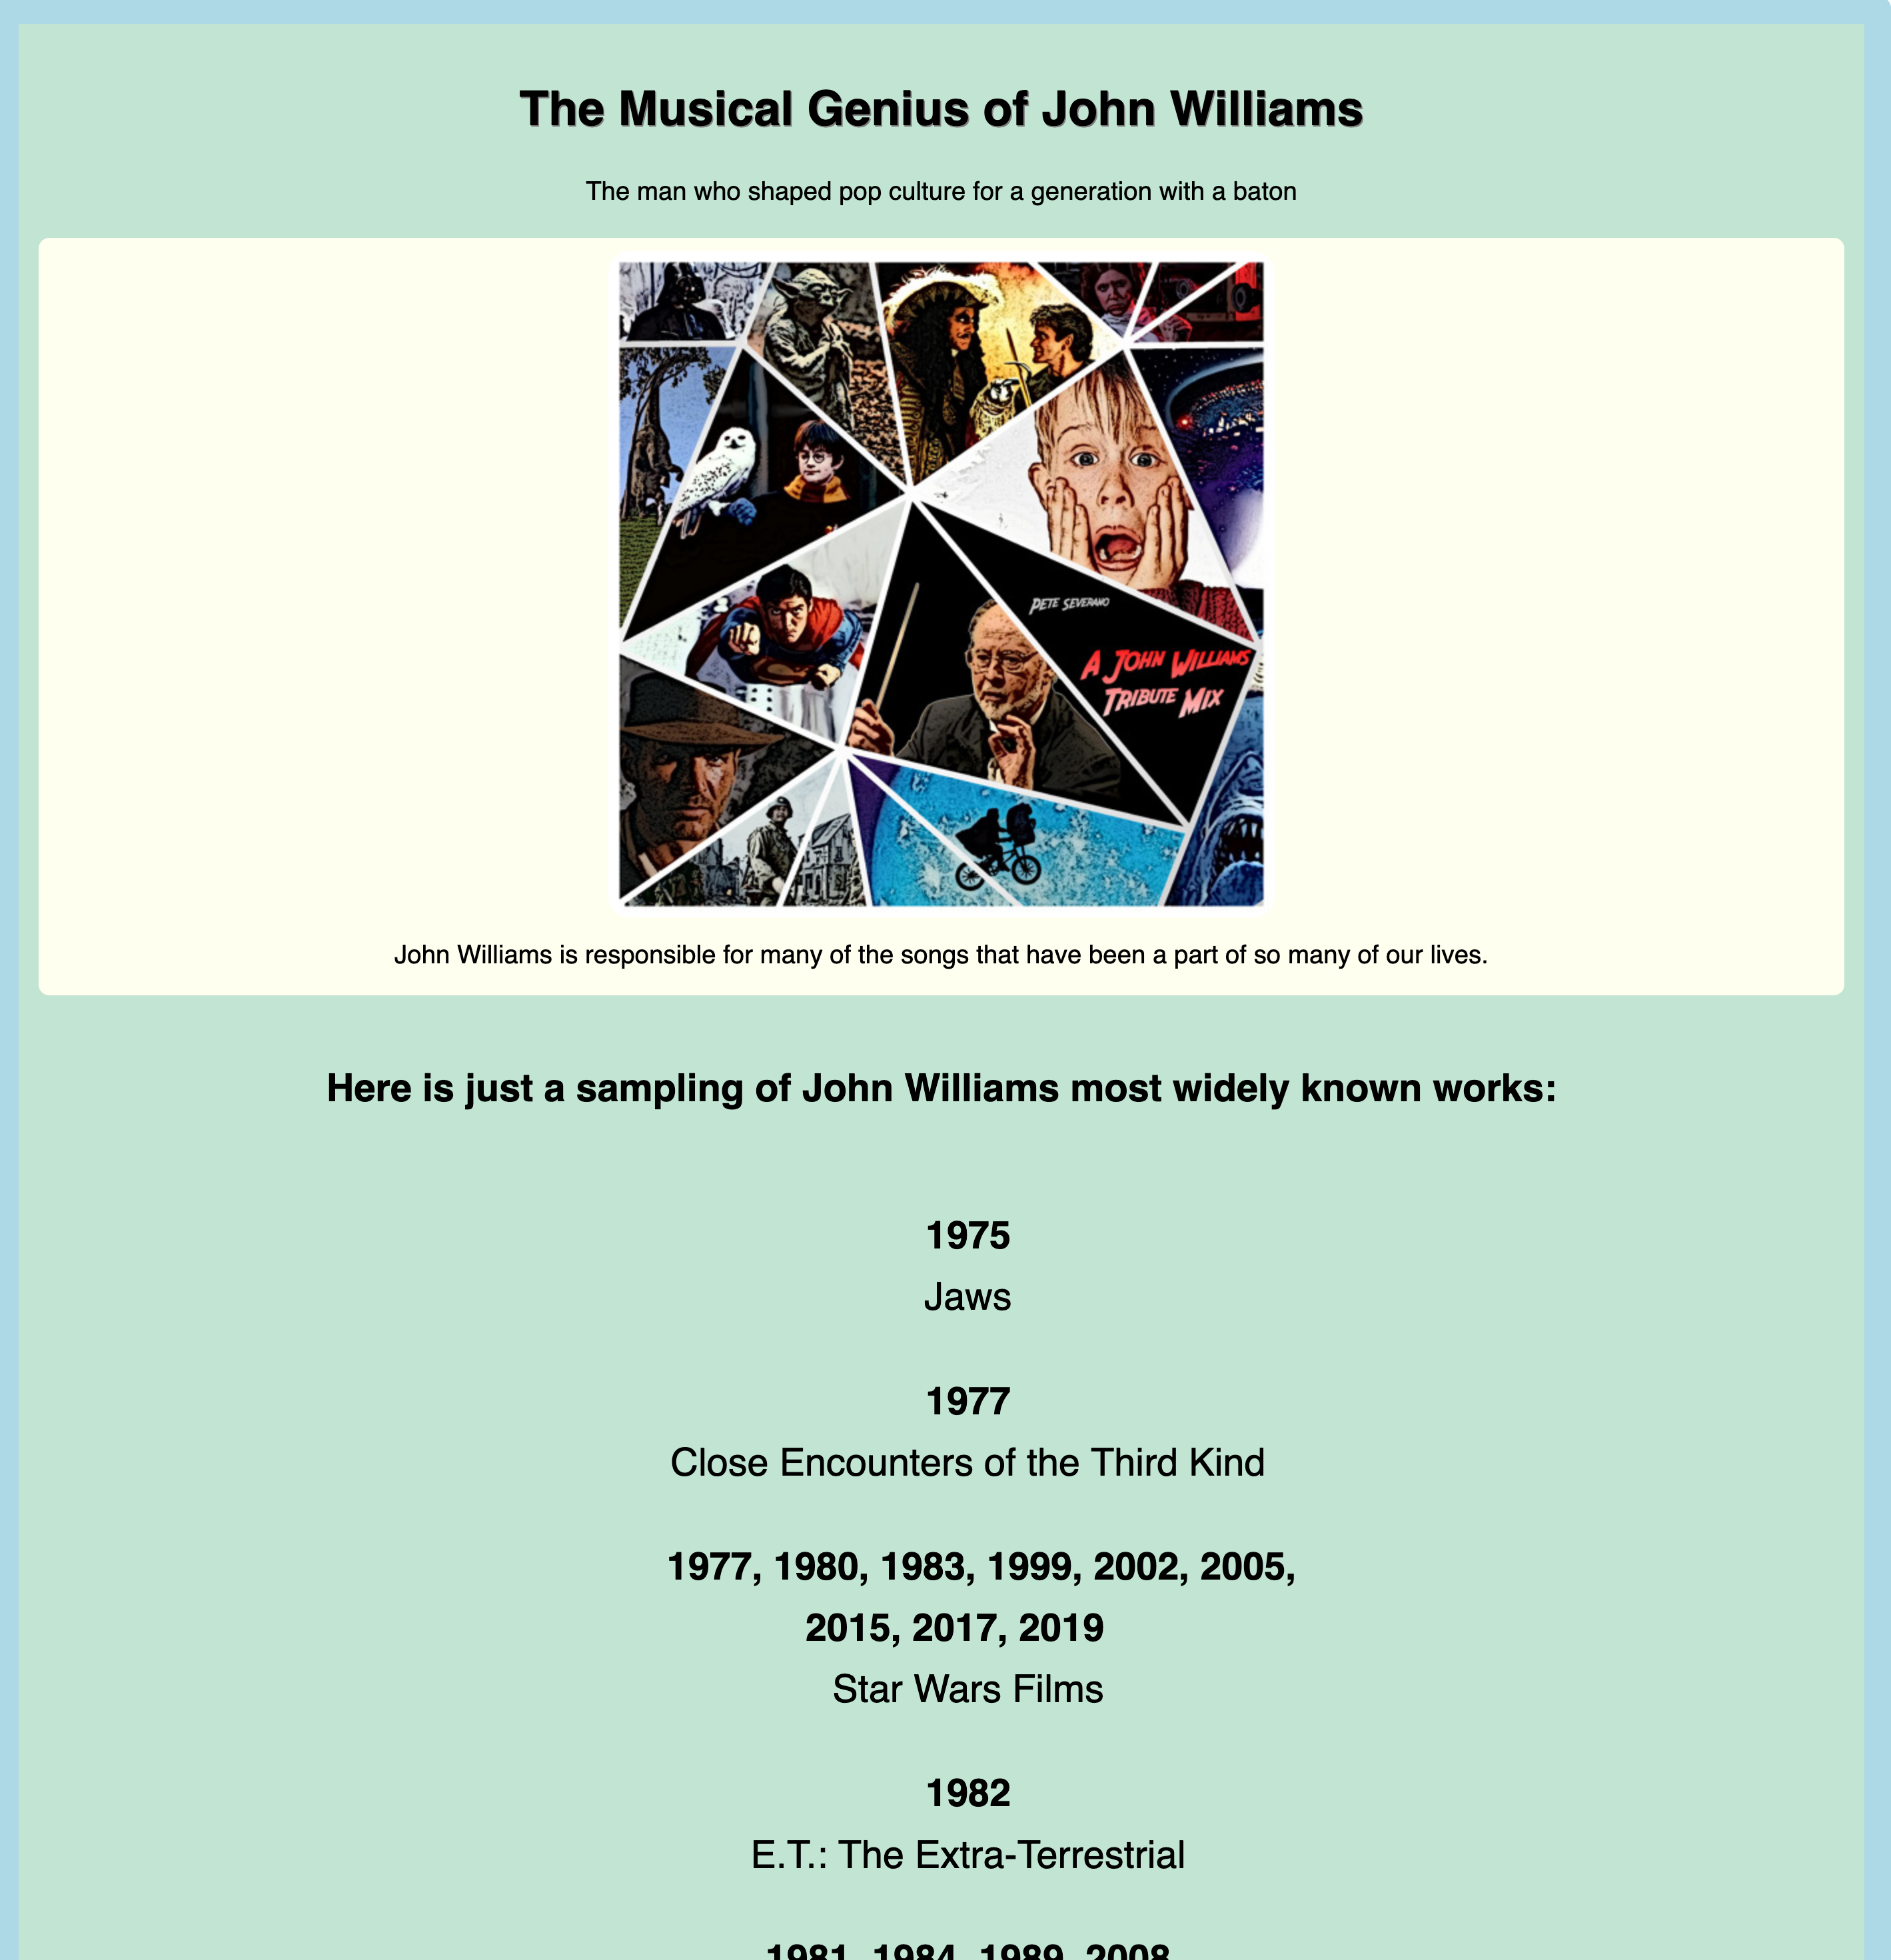 The Musical Genius of John Williams
The man who shaped pop culture for a generation with a baton
PETE SEVERANO
A JOHN WILLIAMS
TRIBUTE MIX
John Williams is responsible for many of the songs that have been a part of so many of our lives.
Here is just a sampling of John Williams most widely known works:
1975
Jaws
1977
Close Encounters of the Third Kind
1977, 1980, 1983, 1999, 2002, 2005,
2015, 2017, 2019
Star Wars Films
1982
E.T.: The Extra-Terrestrial
1981, 1984, 1989, 2008